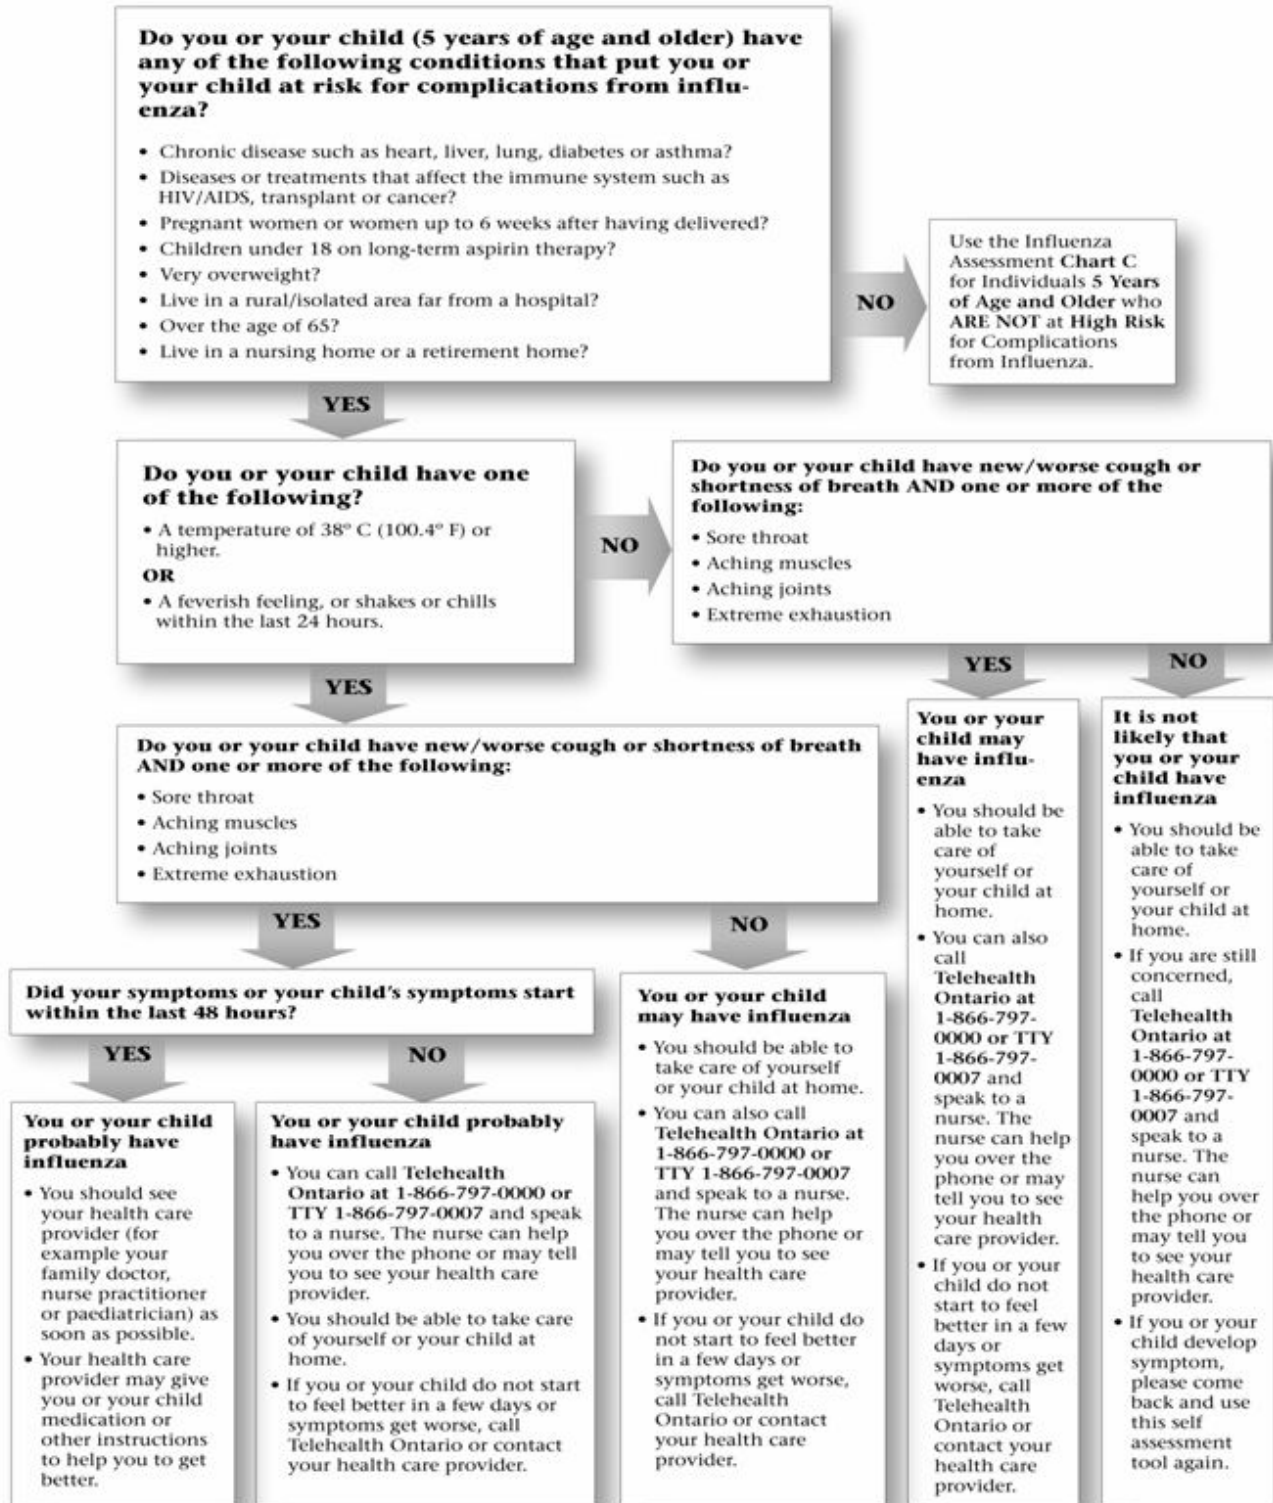 Do you or your child (5 years of age and older) have
any of the following conditions that put you or
your child at risk for complications from influ-
enza?
• Chronic disease such as heart, liver, lung, diabetes or asthma?
• Diseases or treatments that affect the immune system such as
HIV/AIDS, transplant or cancer?
• Pregnant women or women up to 6 weeks after having delivered?
• Children under 18 on long-term aspirin therapy?
• Very overweight?
• Live in a rural/isolated area far from a hospital?
• Over the age of 65?
• Live in a nursing home or a retirement home?
NO
Use the Influenza
Assessment Chart C
for Individuals 5 Years
of Age and Older who
ARE NOT at High Risk
for Complications
from Influenza.
YES
Do you or your child have one
of the following?
• A temperature of 38º C (100.4º F) or
higher.
OR
• A feverish feeling, or shakes or chills
within the last 24 hours.
NO
Do you or your child have new/worse cough or
shortness of breath AND one or more of the
following:
• Sore throat
• Aching muscles
• Aching joints
• Extreme exhaustion
YES
Do you or your child have new/worse cough or shortness of breath
AND one or more of the following:
• Sore throat
• Aching muscles
• Aching joints
• Extreme exhaustion
YES
NO
Did your symptoms or your child's symptoms start
within the last 48 hours?
YES
NO
You or your child
probably have
influenza
• You should see
your health care
provider (for
example your
family doctor,
nurse practitioner
or paediatrician) as
soon as possible.
• Your health care
provider may give
you or your child
medication or
other instructions
to help you to get
better.
You or your child probably
have influenza
• You can call Telehealth
Ontario at 1-866-797-0000 or
TTY 1-866-797-0007 and speak
to a nurse. The nurse can help
you over the phone or may tell
you to see your health care
provider.
• You should be able to take care
of yourself or your child at
home.
• If you or your child do not start
to feel better in a few days or
symptoms get worse, call
Telehealth Ontario or contact
your health care provider.
You or your child
may have influenza
• You should be able to
take care of yourself
or your child at home.
• You can also call
Telehealth Ontario at
1-866-797-0000 or
TTY 1-866-797-0007
and speak to a nurse.
The nurse can help
you over the phone or
may tell you to see
your health care
provider.
• If you or your child do
not start to feel better
in a few days or
symptoms get worse,
call Telehealth
Ontario or contact
your health care
provider.
YES
NO
You or your
child may
have influ-
enza
• You should be
able to take
care of
yourself or
your child at
home.
• You can also
call
Telehealth
Ontario at
1-866-797-
0000 or TTY
1-866-797-
0007 and
speak to a
nurse. The
nurse can help
you over the
phone or may
tell you to see
your health
care provider.
• If you or your
child do not
start to feel
better in a few
days or
symptoms get
worse, call
Telehealth
Ontario or
contact your
health care
provider.
It is not
likely that
you or your
child have
influenza
• You should be
able to take
care of
yourself or
your child at
home.
• If you are still
concerned,
call
Telehealth
Ontario at
1-866-797-
0000 or TTY
1-866-797-
0007 and
speak to a
nurse. The
nurse can
help you over
the phone or
may tell you
to see your
health care
provider.
• If you or your
child develop
symptom,
please come
back and use
this self
assessment
tool again.